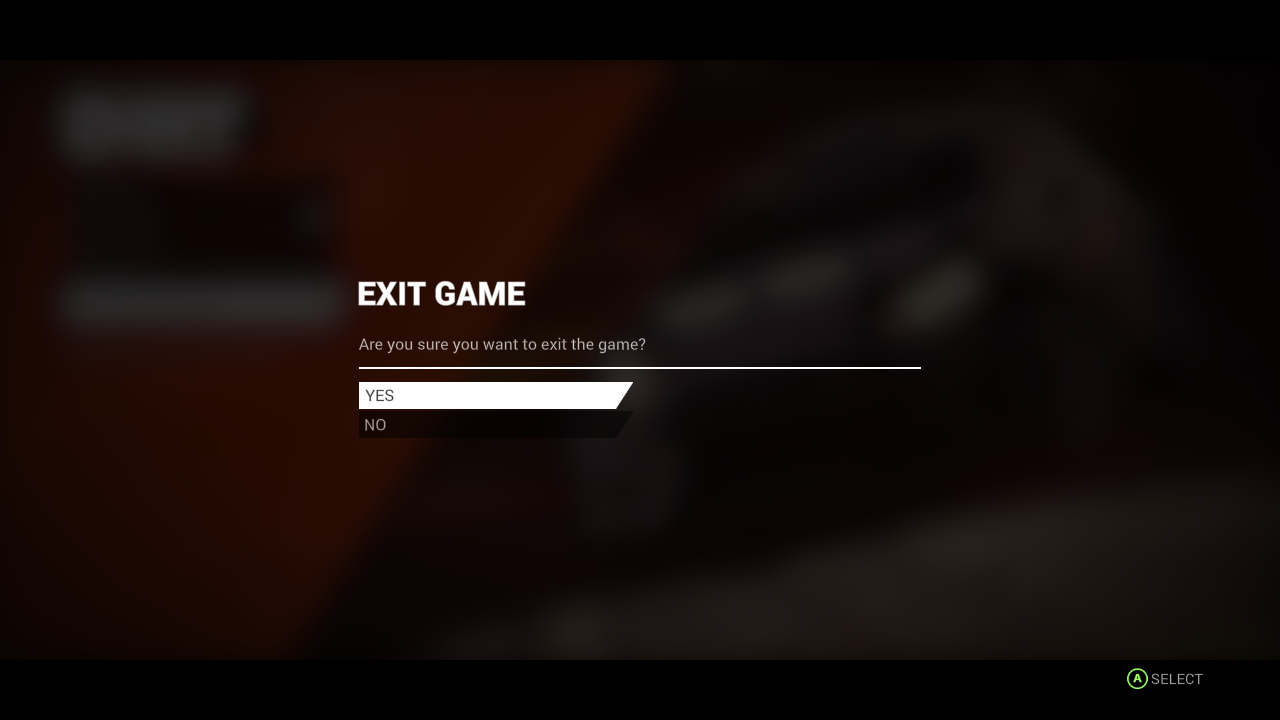 EXIT GAME
Are you sure you want to exit the game?
YES
NO
A SELECT